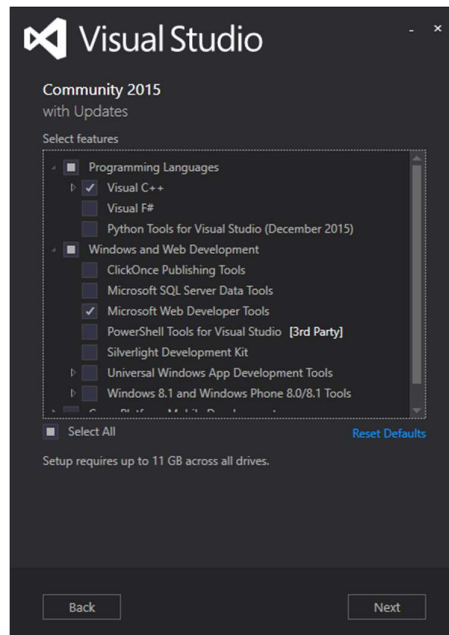 Visual Studio
Community 2015
with Updates
Select features
Programming Languages
Visual C++
Visual F#
Python Tools for Visual Studio (December 2015)
Windows and Web Development
ClickOnce Publishing Tools
Microsoft SQL Server Data Tools
Microsoft Web Developer Tools
PowerShell Tools for Visual Studio [3rd Party]
Silverlight Development Kit
Universal Windows App Development Tools
Windows 8.1 and Windows Phone 8.0/8.1 Tools
Select All
Reset Defaults
Setup requires up to 11 GB across all drives.
Back
Next